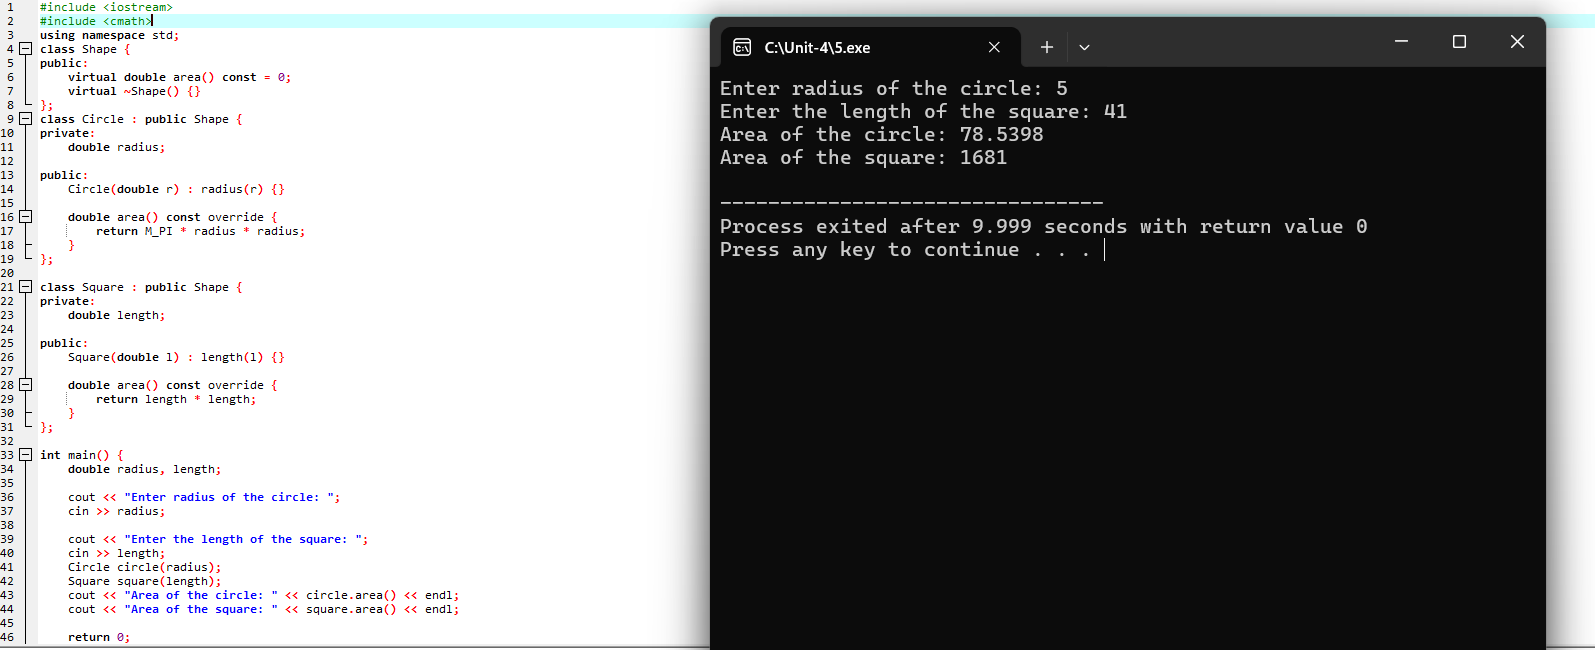 1 #include <iostream>
2 #include <cmath>
3 using namespace std;
4 class Shape {
5 public:
6     virtual double area() const = 0;
7     virtual ~Shape() {}
8 };
9 class Circle : public Shape {
10 private:
11     double radius;
12
13 public:
14     Circle(double r) : radius(r) {}
15
16     double area() const override {
17         return M_PI * radius * radius;
18     }
19 };
20
21 class Square : public Shape {
22 private:
23     double length;
24
25 public:
26     Square(double l) : length(l) {}
27
28     double area() const override {
29         return length * length;
30     }
31 };
32
33 int main() {
34     double radius, length;
35
36     cout << "Enter radius of the circle: ";
37     cin >> radius;
38
39     cout << "Enter the length of the square: ";
40     cin >> length;
41     Circle circle(radius);
42     Square square(length);
43     cout << "Area of the circle: " << circle.area() << endl;
44     cout << "Area of the square: " << square.area() << endl;
45
46     return 0;
C:\Unit-4\5.exe
Enter radius of the circle: 5
Enter the length of the square: 41
Area of the circle: 78.5398
Area of the square: 1681
--------------------------------
Process exited after 9.999 seconds with return value 0
Press any key to continue . . .